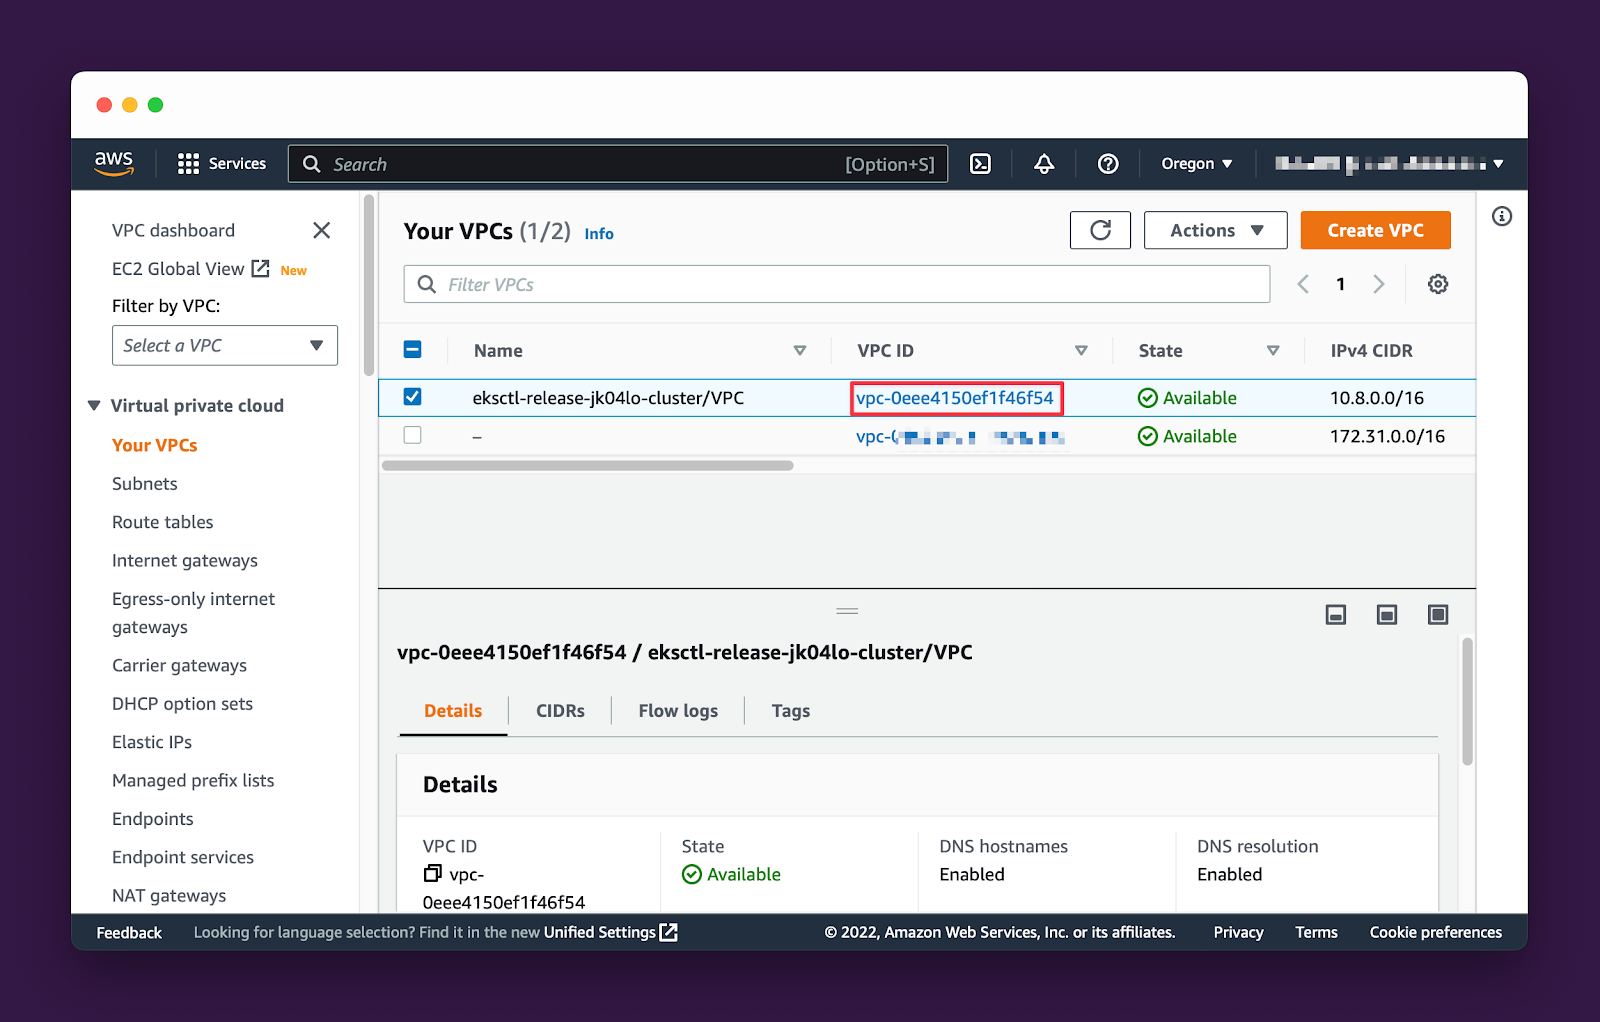 aws
Services
Search
[Option+S]
Oregon
VPC dashboard
EC2 Global View New
Filter by VPC:
Select a VPC
Virtual private cloud
Your VPCs
Subnets
Route tables
Internet gateways
Egress-only internet
gateways
Carrier gateways
DHCP option sets
Elastic IPs
Managed prefix lists
Endpoints
Endpoint services
NAT gateways
Your VPCs (1/2) Info
Actions
Create VPC
Filter VPCs
1
Name VPC ID State IPv4 CIDR
eksctl-release-jk04lo-cluster/VPC vpc-0eee4150ef1f46f54 Available 10.8.0.0/16
– vpc- Available 172.31.0.0/16
vpc-0eee4150ef1f46f54 / eksctl-release-jk04lo-cluster/VPC
Details CIDRs Flow logs Tags
Details
VPC ID
vpc-
0eee4150ef1f46f54
State
Available
DNS hostnames
Enabled
DNS resolution
Enabled
Feedback Looking for language selection? Find it in the new Unified Settings © 2022, Amazon Web Services, Inc. or its affiliates. Privacy Terms Cookie preferences